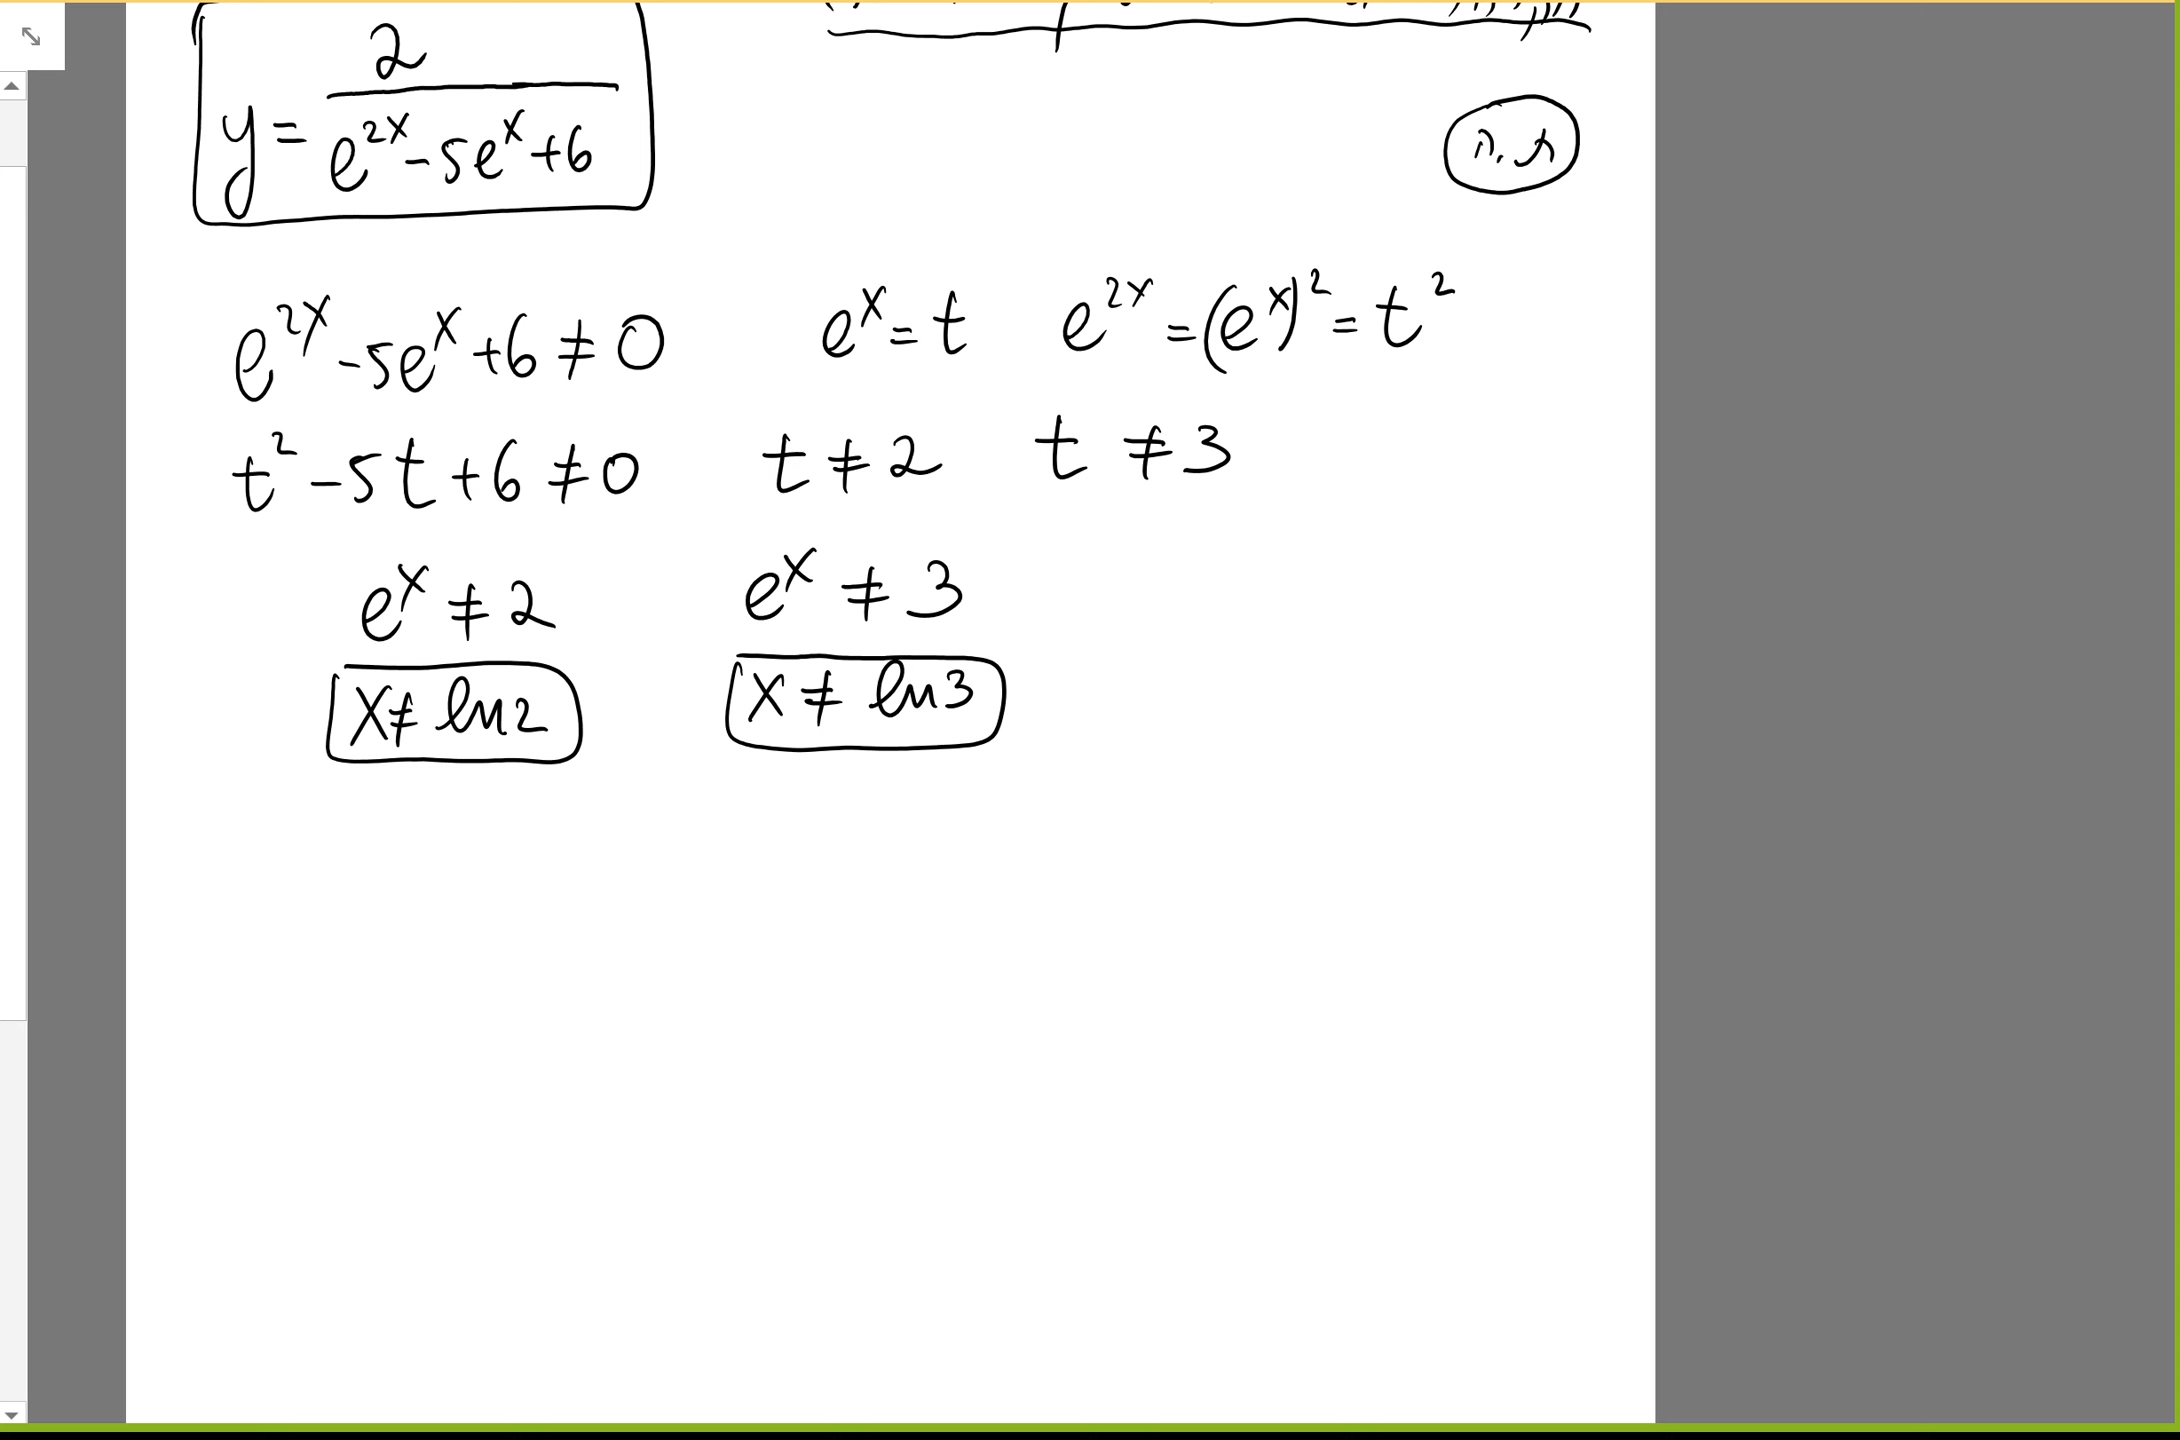 y = 2/(e^{2x} - 5e^x + 6)
ת.ה
e^{2x} - 5e^x + 6 ≠ 0    e^x = t    e^{2x} = (e^x)^2 = t^2
t^2 - 5t + 6 ≠ 0    t ≠ 2    t ≠ 3
e^x ≠ 2    e^x ≠ 3
x ≠ ln2    x ≠ ln3